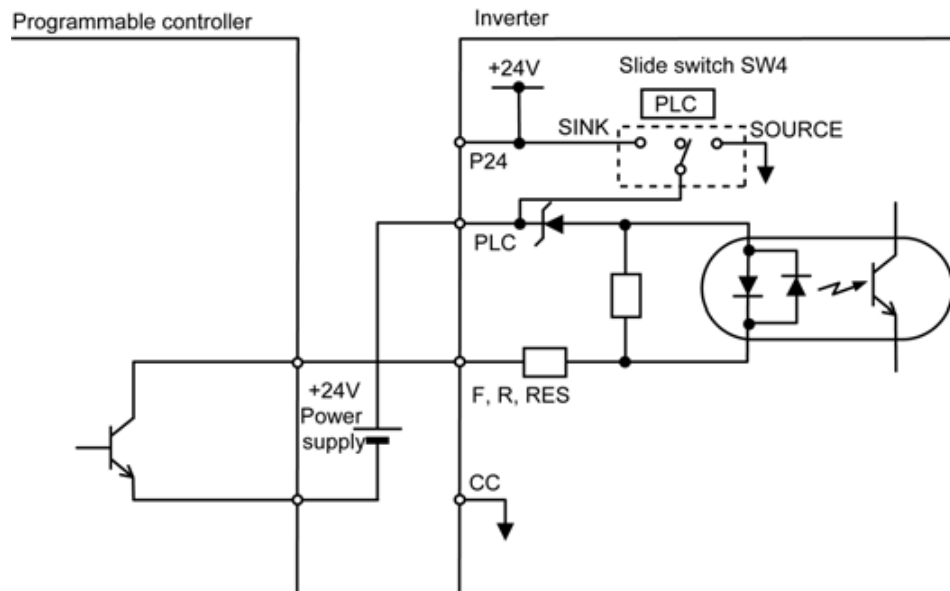 Programmable controller
Inverter
+24V
Slide switch SW4
PLC
SINK
SOURCE
P24
PLC
+24V
Power
supply
F, R, RES
CC